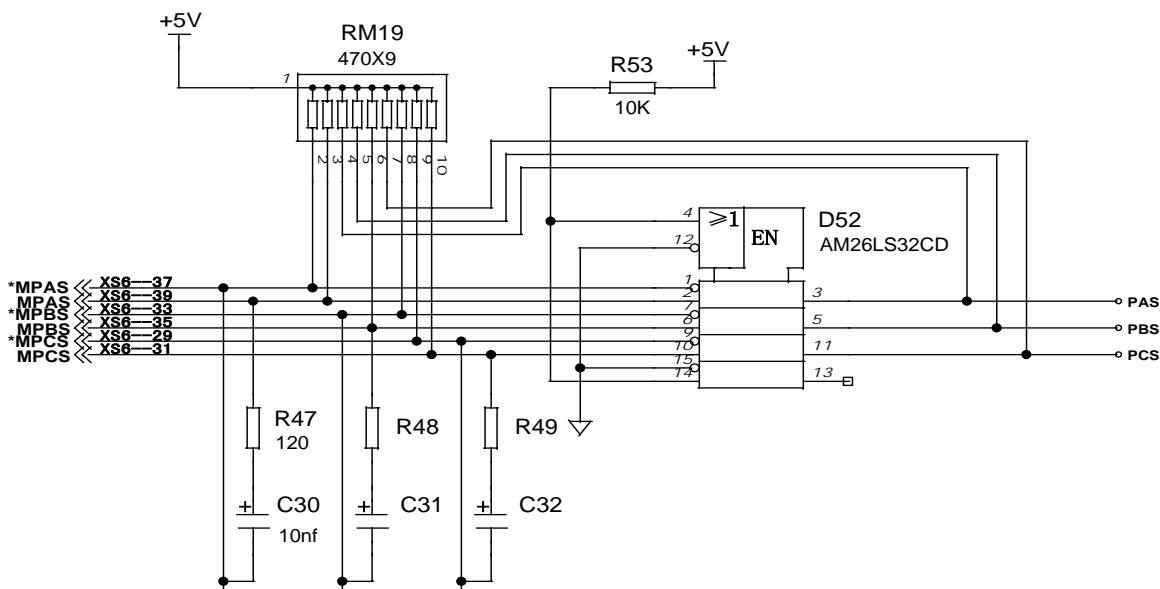 +5V
RM19
470X9
1
2
3
4
5
6
7
8
9
10
R53
10K
+5V
4
≥1
EN
12
D52
AM26LS32CD
*MPAS XS6--37
MPAS XS6--39
*MPBS XS6--33
MPBS XS6--35
*MPCS XS6--29
MPCS XS6--31
1
2
7
6
9
10
15
14
3
5
11
13
PAS
PBS
PCS
R47
120
R48
R49
+
C30
10nf
+
C31
+
C32